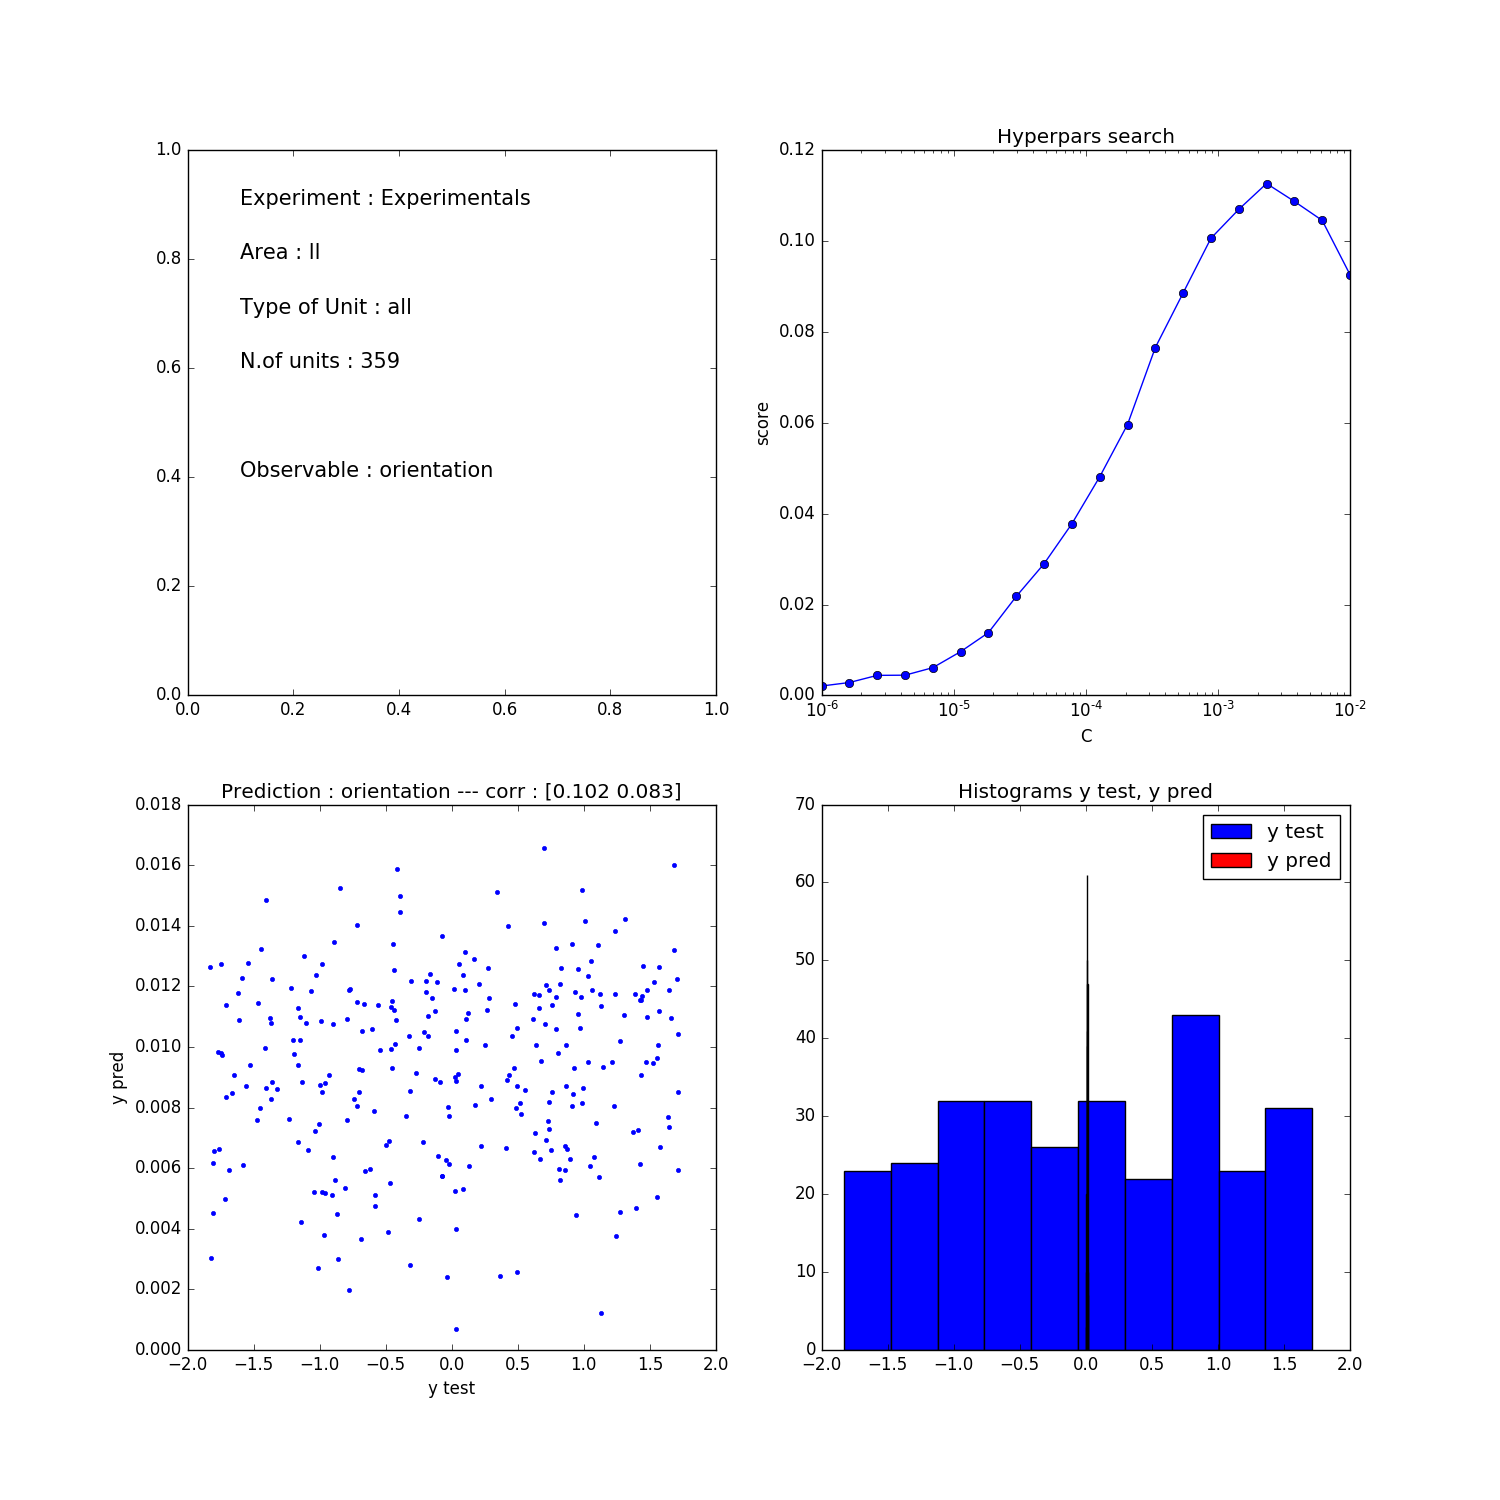 1.0
Experiment : Experimentals
Area : ll
0.8
Type of Unit : all
N.of units : 359
0.6
Observable : orientation
0.4
0.2
0.0
0.0 0.2 0.4 0.6 0.8 1.0
Hyperpars search
0.12
0.10
0.08
0.06
0.04
0.02
0.00
score
10^-6 10^-5 10^-4 10^-3 10^-2
C
Prediction : orientation --- corr : [0.102 0.083]
0.018
0.016
0.014
0.012
0.010
0.008
0.006
0.004
0.002
0.000
y pred
−2.0 −1.5 −1.0 −0.5 0.0 0.5 1.0 1.5 2.0
y test
Histograms y test, y pred
70
60
50
40
30
20
10
0
y test
y pred
−2.0 −1.5 −1.0 −0.5 0.0 0.5 1.0 1.5 2.0